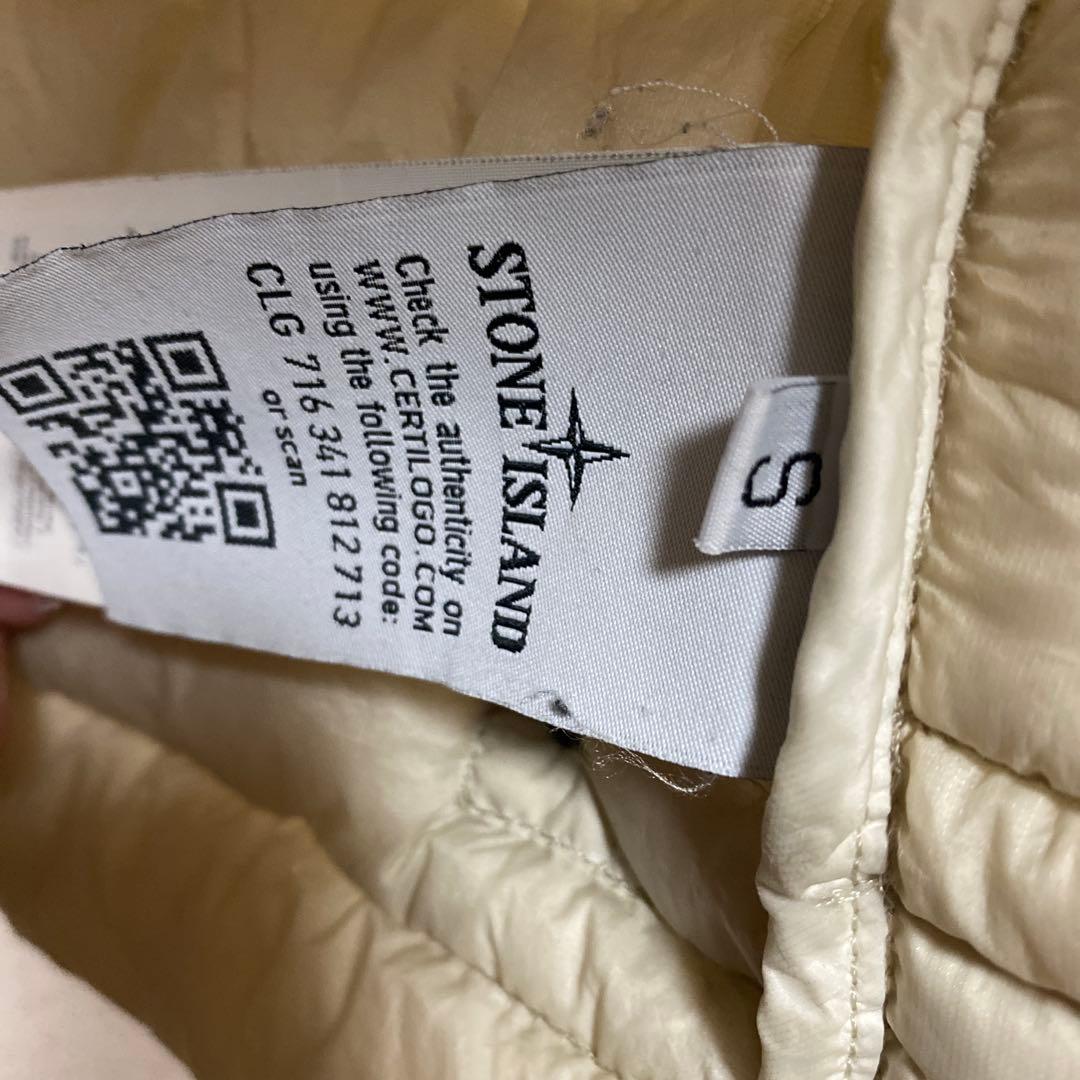 S
STONE ISLAND
Check the authenticity on
WWW.CERTILOGO.COM
using the following code:
CLG 716 341 812 713
or scan